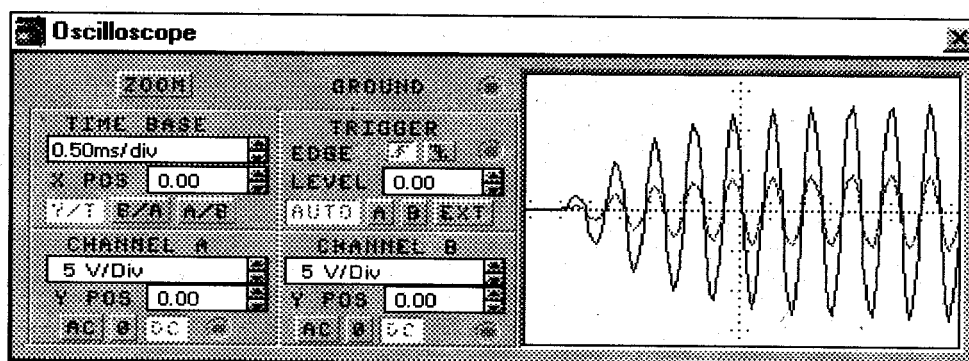 Oscilloscope
ZOOM GROUND
TIME BASE
0.50ms/div
X POS 0.00
Y/T B/A A/B
TRIGGER
EDGE
LEVEL 0.00
AUTO A B EXT
CHANNEL A
5 V/Div
Y POS 0.00
AC 0 DC
CHANNEL B
5 V/Div
Y POS 0.00
AC 0 DC